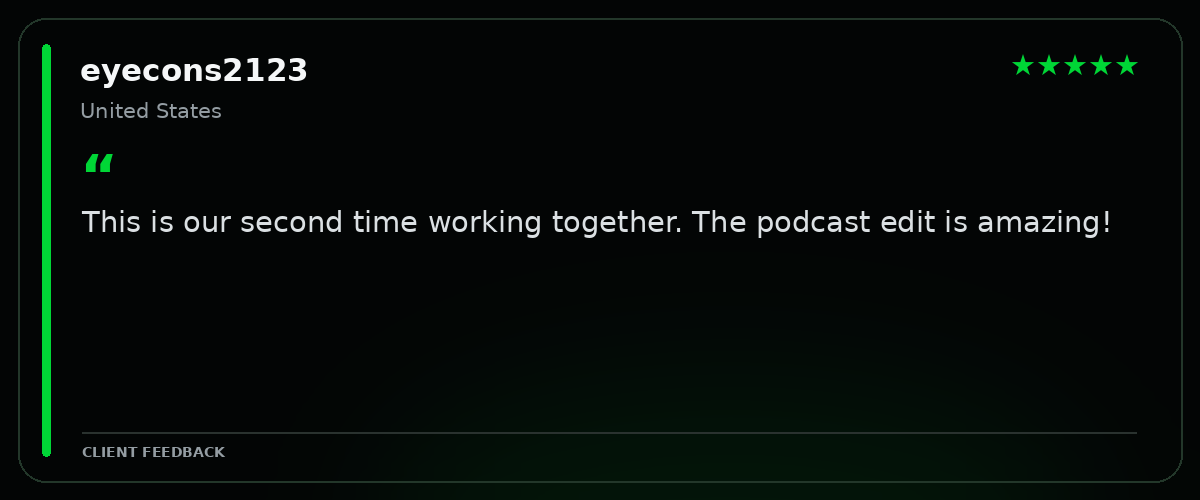 eyecons2123
★★★★★
United States
“
This is our second time working together. The podcast edit is amazing!
CLIENT FEEDBACK